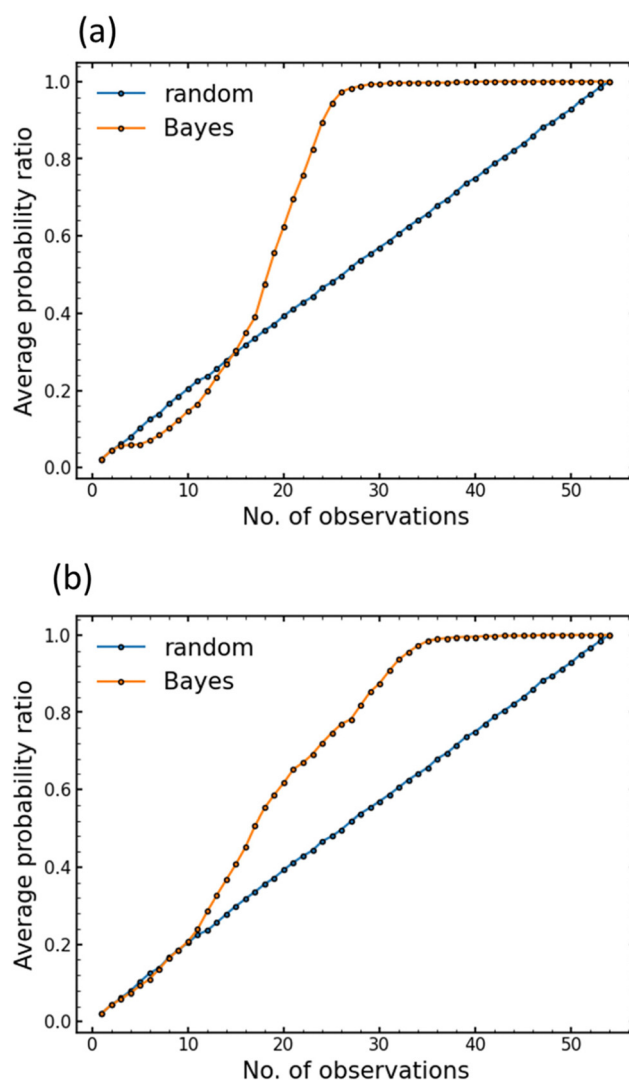 (a)
1.0
0.8
0.6
0.4
0.2
0.0
Average probability ratio
random
Bayes
0 10 20 30 40 50
No. of observations
(b)
1.0
0.8
0.6
0.4
0.2
0.0
Average probability ratio
random
Bayes
0 10 20 30 40 50
No. of observations